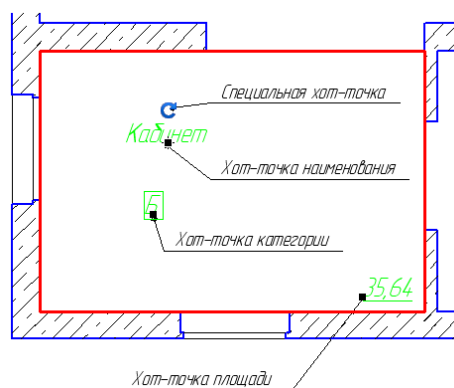 Специальная хот-точка
Кабинет
Хот-точка наименования
Б
Хот-точка категории
35,64
Хот-точка площади